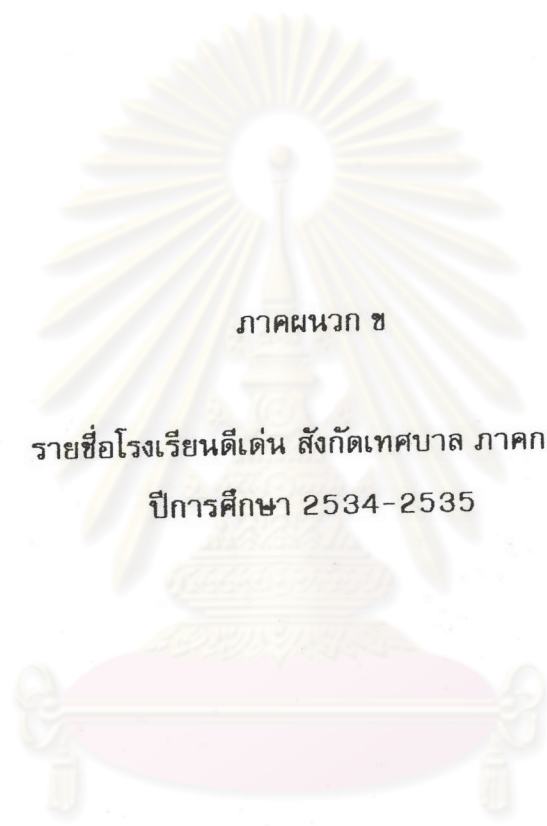 ภาคผนวก ข
รายชื่อโรงเรียนดีเด่น สังกัดเทศบาล ภาคก
ปีการศึกษา 2534-2535